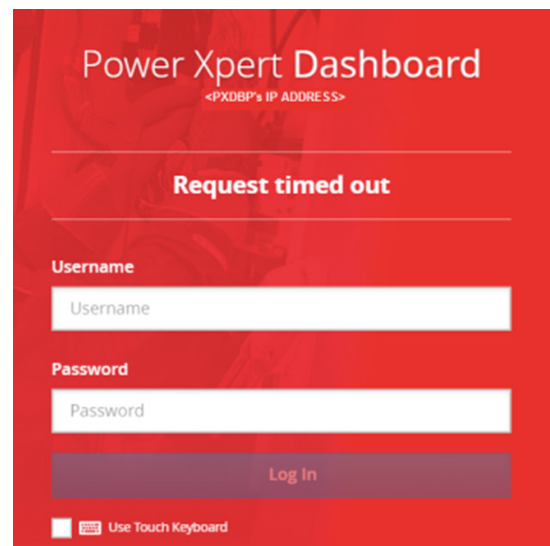 Power Xpert Dashboard
<PXDBP's IP ADDRESS>
Request timed out
Username
Username
Password
Password
Log In
Use Touch Keyboard